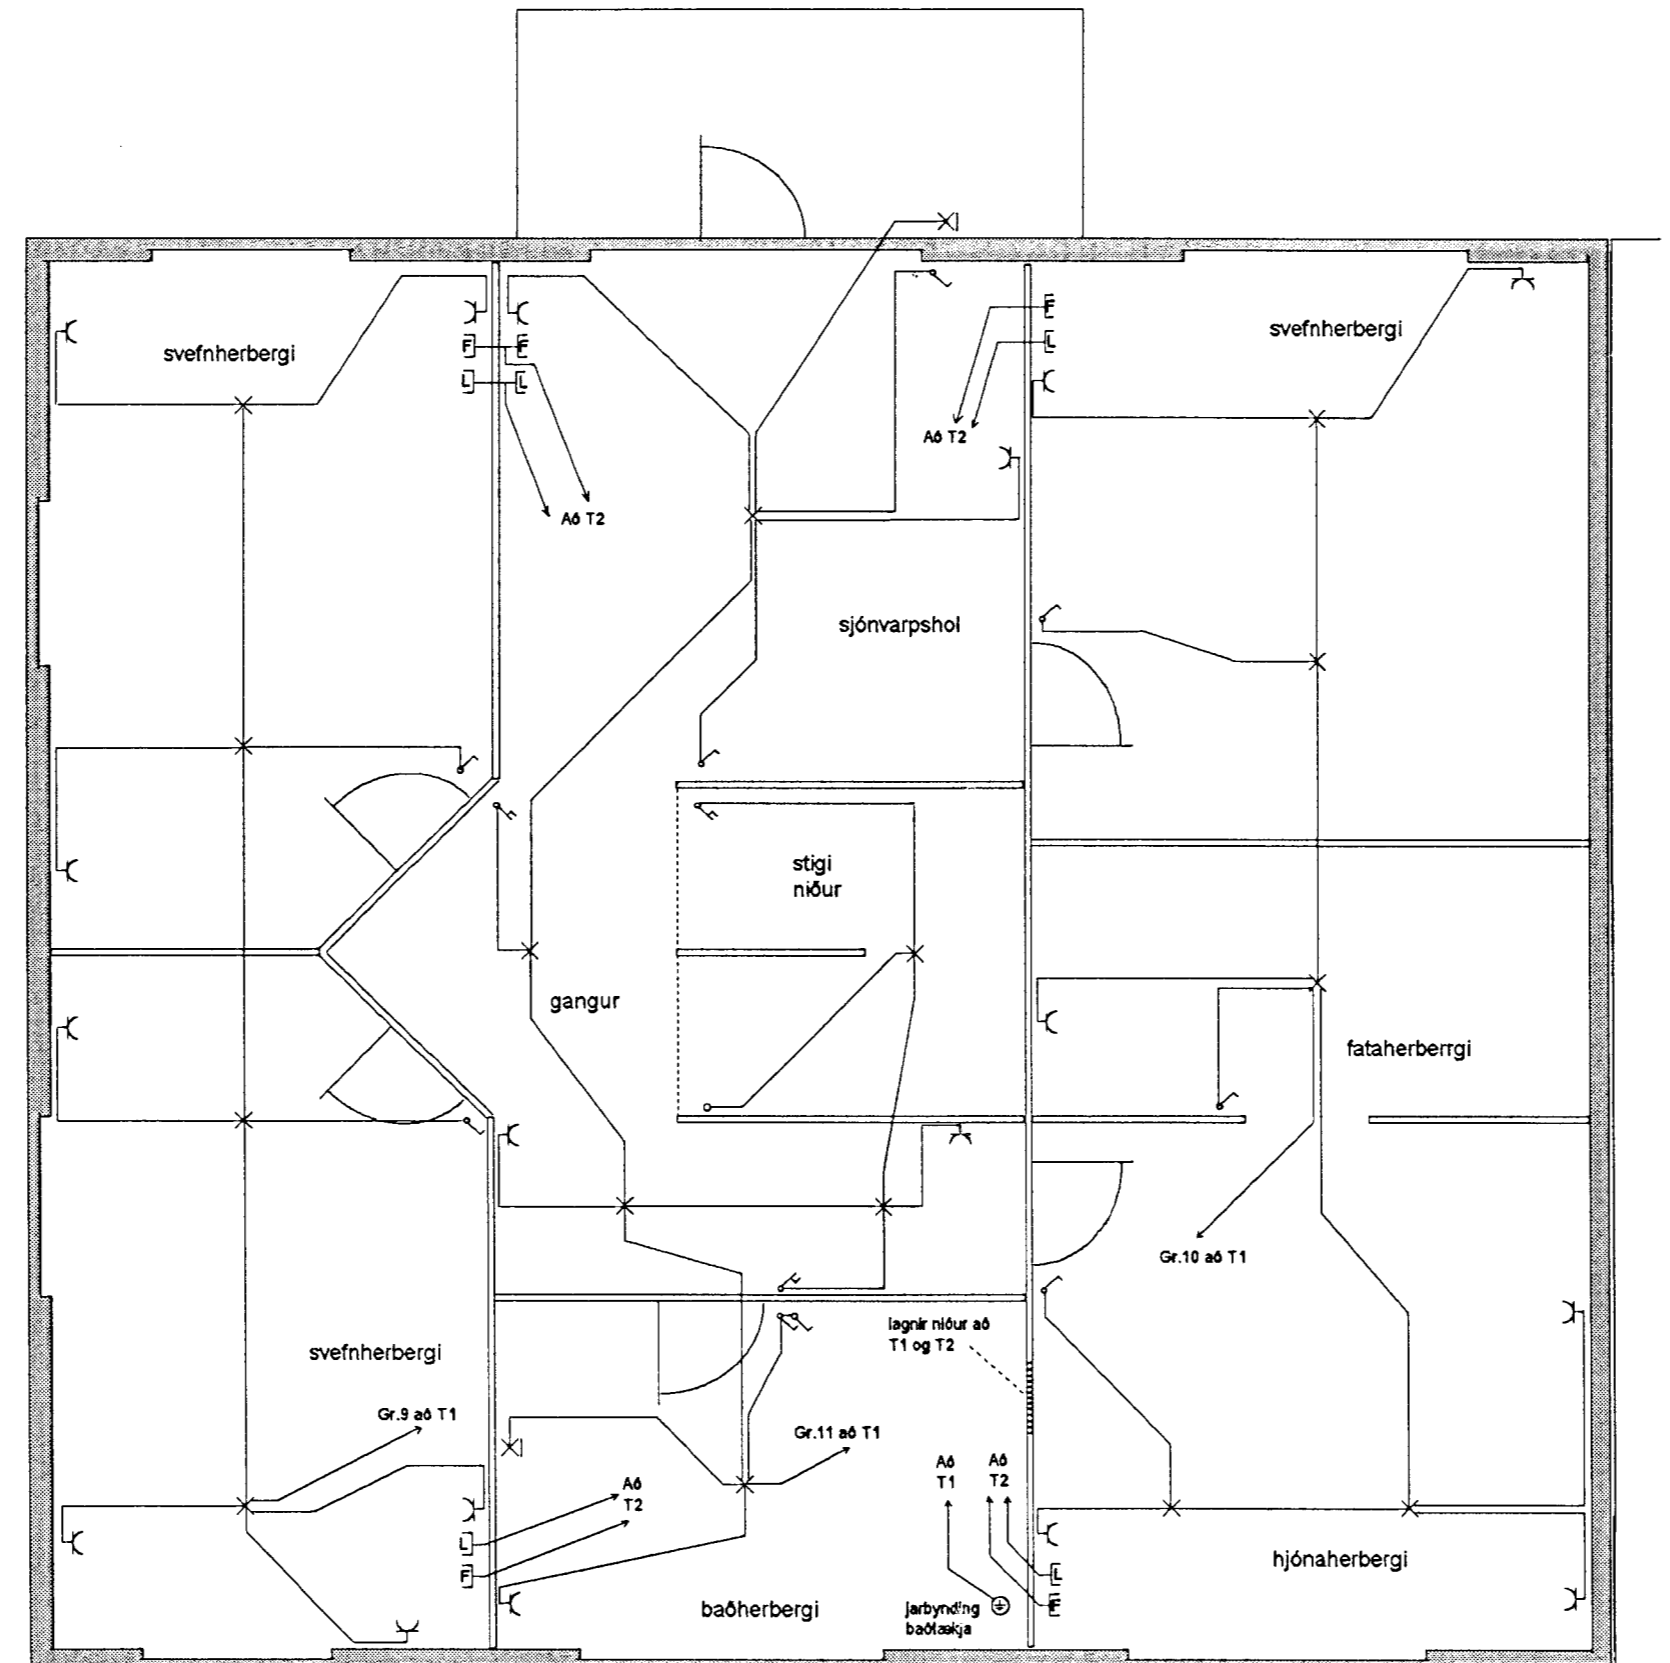 svefnherbergi
F
F
L
L
Að T2
F
L
Að T2
svefnherbergi
sjónvarpshol
stigi
niður
gangur
fataherberrgi
Gr.10 að T1
svefnherbergi
Gr.9 að T1
lagnir niður að
T1 og T2
Gr.11 að T1
Að
T2
L
F
Að
T1
Að
T2
L
F
hjónaherbergi
baðherbergi
jarbynding
baðtækja